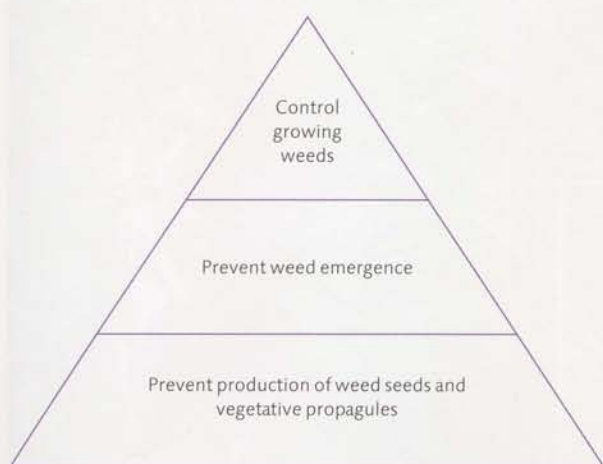 Control
growing
weeds
Prevent weed emergence
Prevent production of weed seeds and
vegetative propagules